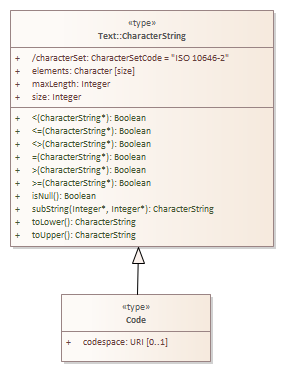 «type»
Text::CharacterString
+ /characterSet: CharacterSetCode = "ISO 10646-2"
+ elements: Character [size]
+ maxLength: Integer
+ size: Integer
+ <(CharacterString*): Boolean
+ <=(CharacterString*): Boolean
+ <>(CharacterString*): Boolean
+ =(CharacterString*): Boolean
+ >(CharacterString*): Boolean
+ >=(CharacterString*): Boolean
+ isNull(): Boolean
+ subString(Integer*, Integer*): CharacterString
+ toLower(): CharacterString
+ toUpper(): CharacterString
«type»
Code
+ codespace: URI [0..1]